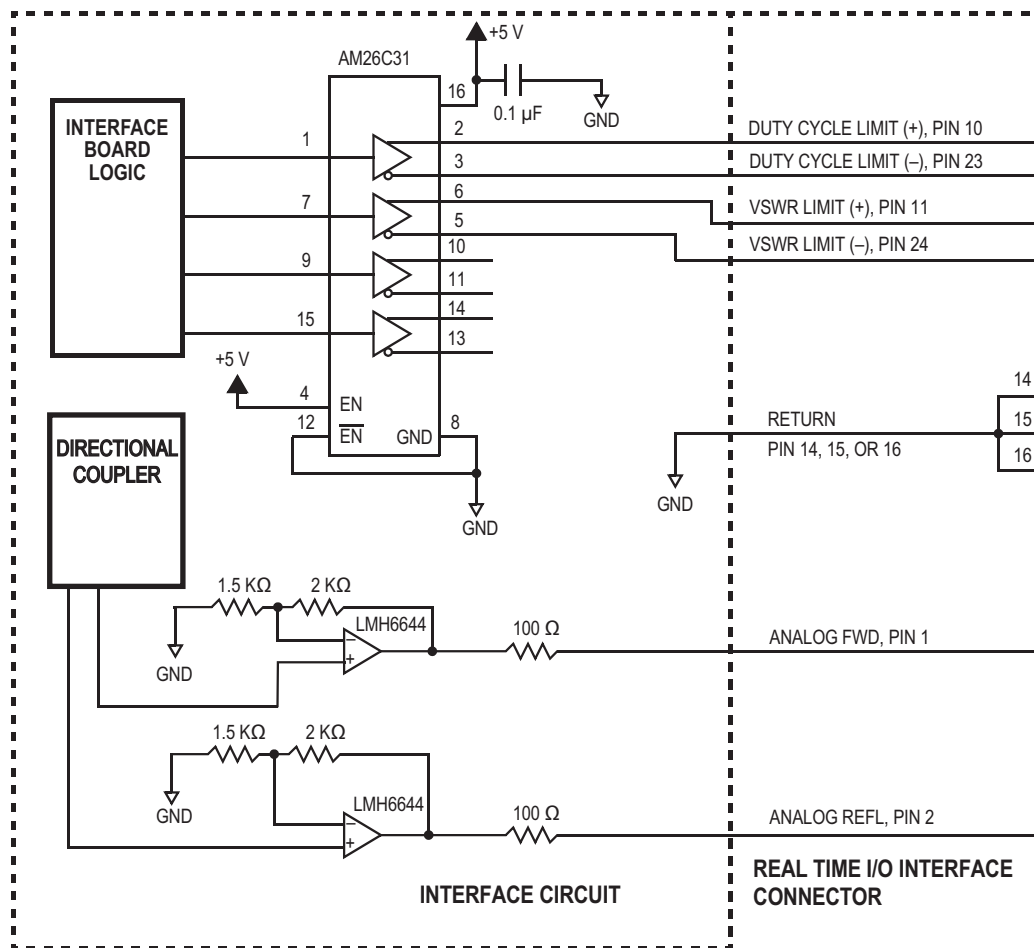 +5 V
AM26C31
16
0.1 µF
GND
INTERFACE
BOARD
LOGIC
1
2
3
DUTY CYCLE LIMIT (+), PIN 10
DUTY CYCLE LIMIT (–), PIN 23
7
6
5
VSWR LIMIT (+), PIN 11
VSWR LIMIT (–), PIN 24
9
10
11
15
14
13
+5 V
4
EN
12
EN
GND
8
GND
DIRECTIONAL
COUPLER
RETURN
PIN 14, 15, OR 16
GND
14
15
16
1.5 KΩ
2 KΩ
LMH6644
–
+
GND
100 Ω
ANALOG FWD, PIN 1
1.5 KΩ
2 KΩ
LMH6644
–
+
GND
100 Ω
ANALOG REFL, PIN 2
INTERFACE CIRCUIT
REAL TIME I/O INTERFACE
CONNECTOR